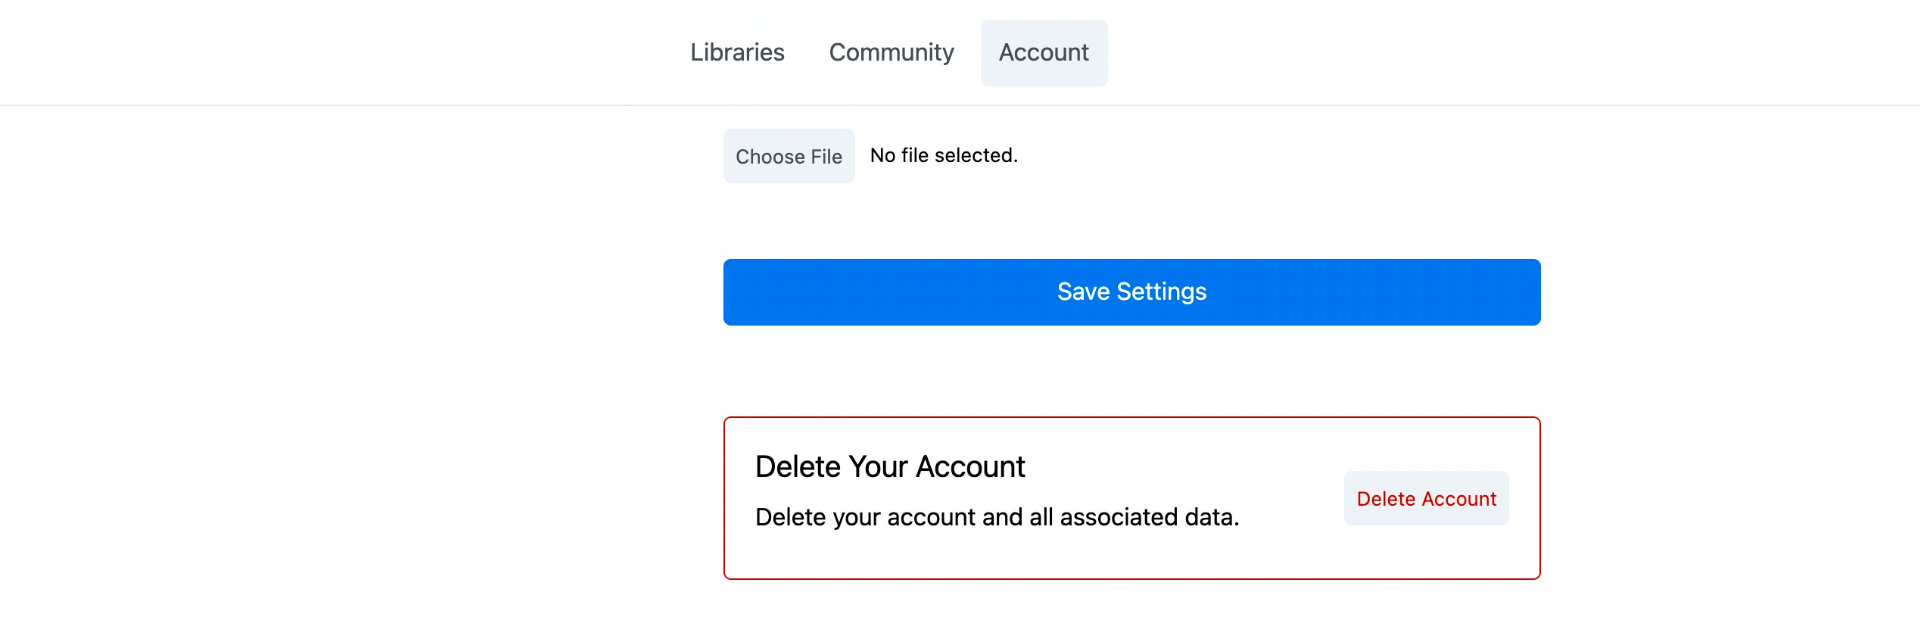 Libraries Community Account
Choose File No file selected.
Save Settings
Delete Your Account
Delete your account and all associated data.
Delete Account